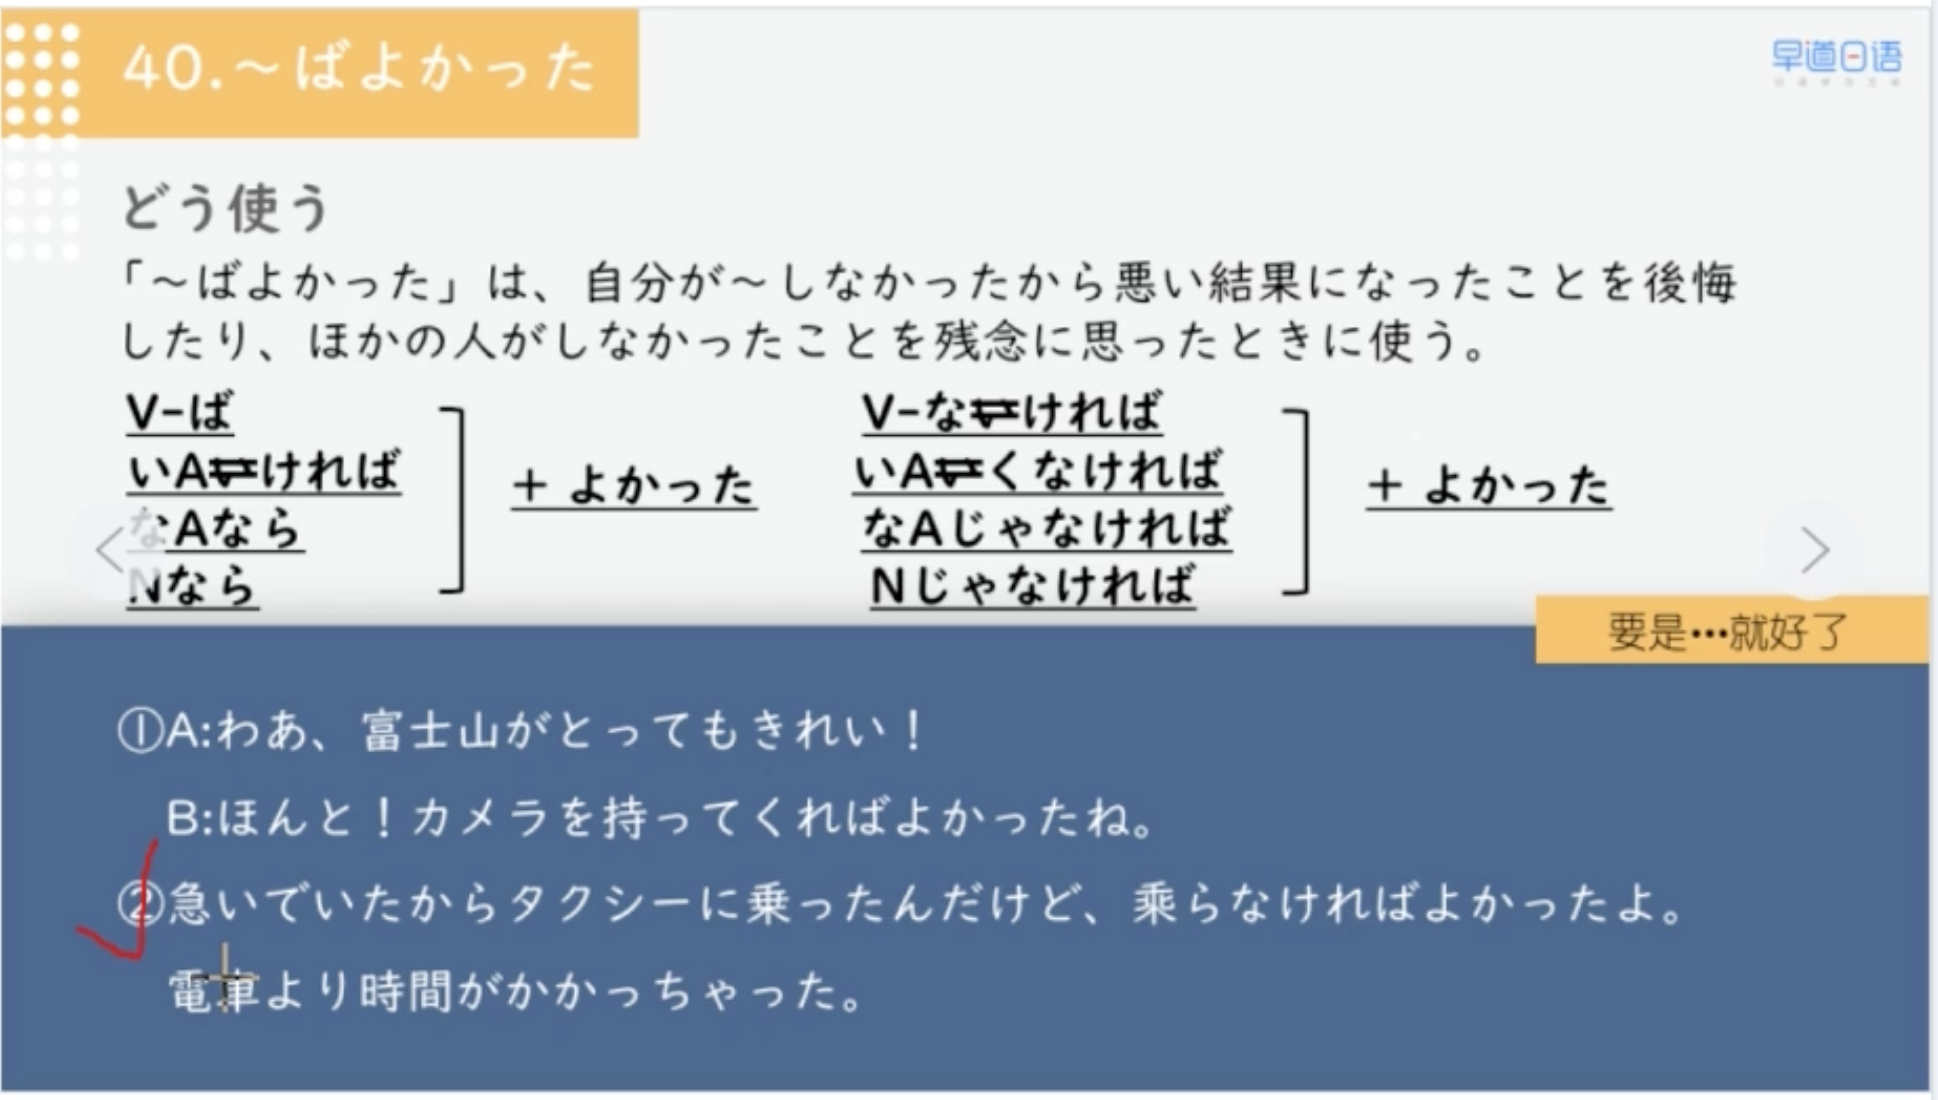 40.～ばよかった
早道日语
どう使う
「～ばよかった」は、自分が～しなかったから悪い結果になったことを後悔
したり、ほかの人がしなかったことを残念に思ったときに使う。
V-ば
いA⇄ければ
なAなら
Nなら
+ よかった
V-な⇄ければ
いA⇄くなければ
なAじゃなければ
Nじゃなければ
+ よかった
要是…就好了
①A:わあ、富士山がとってもきれい！
B:ほんと！カメラを持ってくればよかったね。
②急いでいたからタクシーに乗ったんだけど、乗らなければよかったよ。
電車より時間がかかっちゃった。